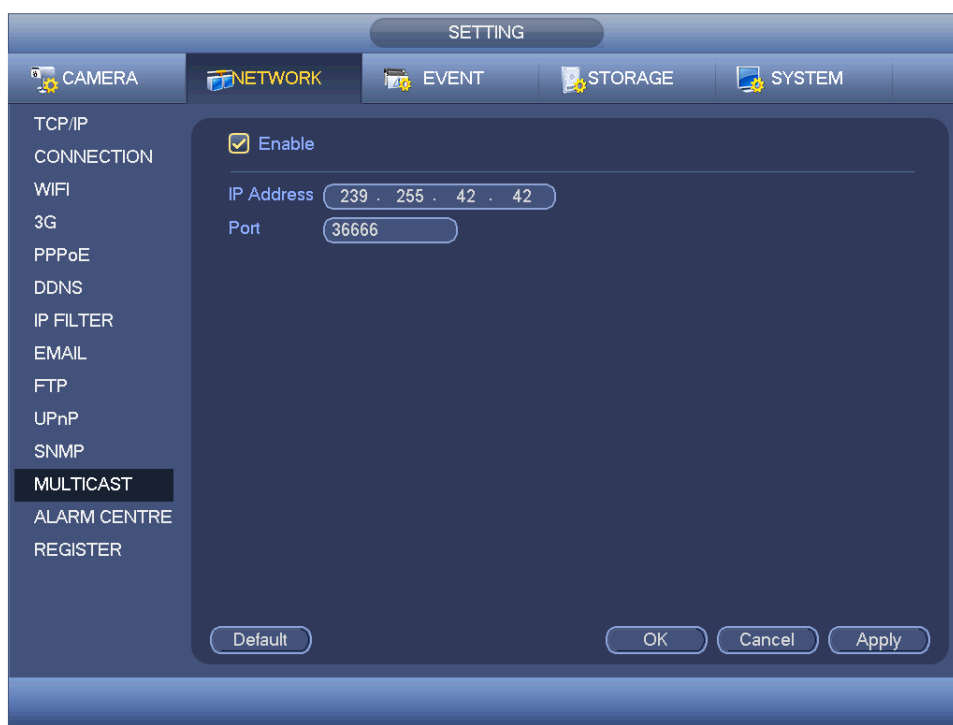 SETTING
CAMERA NETWORK EVENT STORAGE SYSTEM
TCP/IP
CONNECTION
WIFI
3G
PPPoE
DDNS
IP FILTER
EMAIL
FTP
UPnP
SNMP
MULTICAST
ALARM CENTRE
REGISTER
Enable
IP Address 239 . 255 . 42 . 42
Port 36666
Default OK Cancel Apply